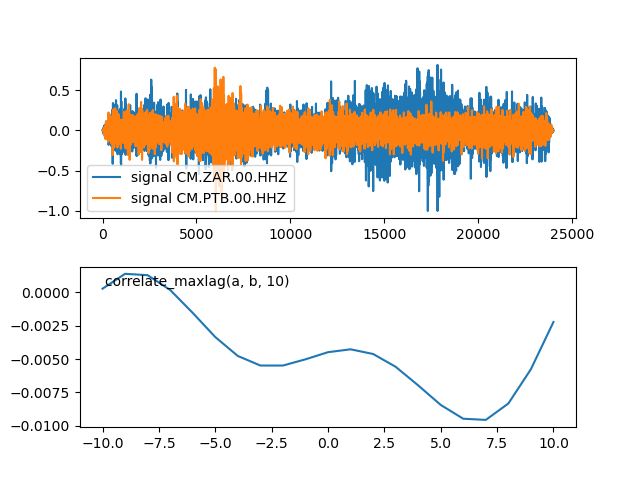 0.5
0.0
−0.5
−1.0
signal CM.ZAR.00.HHZ
signal CM.PTB.00.HHZ
0 5000 10000 15000 20000 25000
correlate_maxlag(a, b, 10)
0.0000
−0.0025
−0.0050
−0.0075
−0.0100
−10.0 −7.5 −5.0 −2.5 0.0 2.5 5.0 7.5 10.0